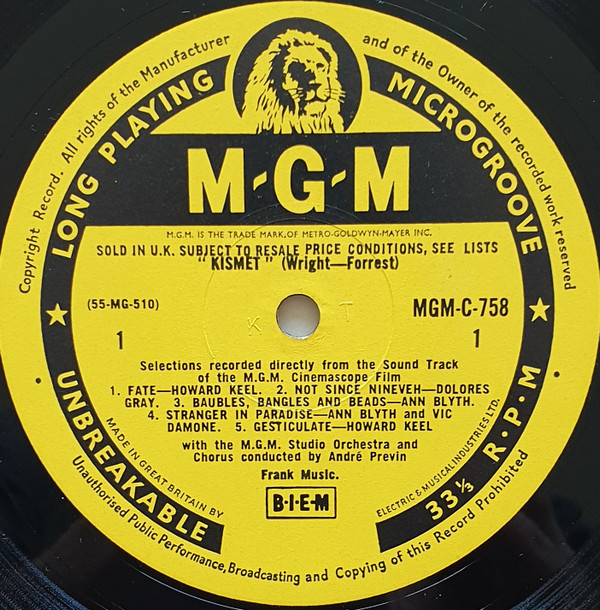 Copyright Record. All rights of the Manufacturer and of the Owner of the recorded work reserved
LONG PLAYING MICROGROOVE
M-G-M
M.G.M. IS THE TRADE MARK. OF METRO-GOLDWYN-MAYER INC.
SOLD IN U.K. SUBJECT TO RESALE PRICE CONDITIONS, SEE LISTS
"KISMET" (Wright—Forrest)
(55-MG-510) MGM-C-758
K T
1 1
Selections recorded directly from the Sound Track
of the M.G.M. Cinemascope Film
1. FATE—HOWARD KEEL. 2. NOT SINCE NINEVEH—DOLORES
GRAY. 3. BAUBLES, BANGLES AND BEADS—ANN BLYTH.
4. STRANGER IN PARADISE—ANN BLYTH and VIC
DAMONE. 5. GESTICULATE—HOWARD KEEL
with the M.G.M. Studio Orchestra and
Chorus conducted by André Previn
Frank Music.
B·I·E·M
MADE IN GREAT BRITAIN BY ELECTRIC & MUSICAL INDUSTRIES LTD.
UNBREAKABLE 33⅓ R·P·M
Unauthorised Public Performance, Broadcasting and Copying of this Record Prohibited